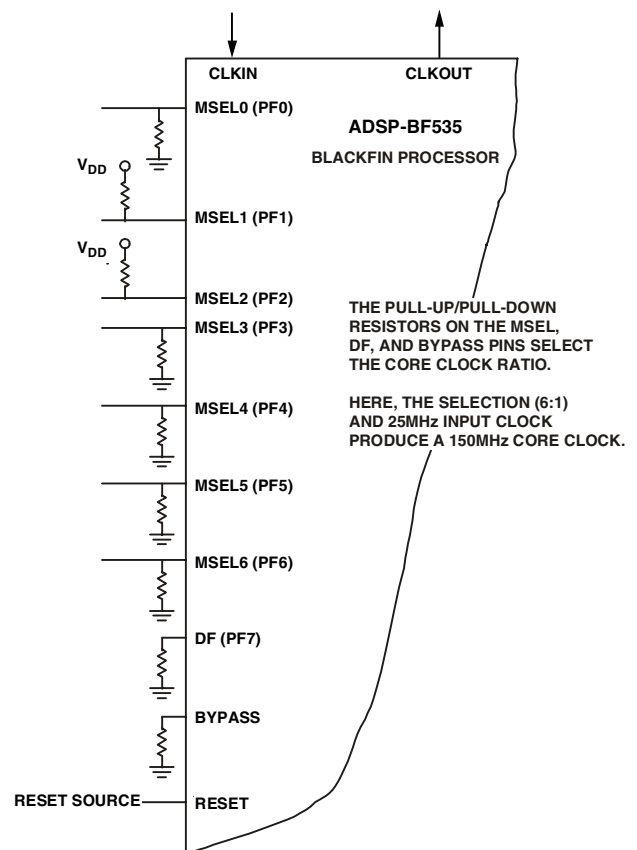 CLKIN
CLKOUT
MSEL0 (PF0)
ADSP-BF535
BLACKFIN PROCESSOR
VDD
MSEL1 (PF1)
VDD
MSEL2 (PF2)
MSEL3 (PF3)
THE PULL-UP/PULL-DOWN
RESISTORS ON THE MSEL,
DF, AND BYPASS PINS SELECT
THE CORE CLOCK RATIO.
HERE, THE SELECTION (6:1)
AND 25MHz INPUT CLOCK
PRODUCE A 150MHz CORE CLOCK.
MSEL4 (PF4)
MSEL5 (PF5)
MSEL6 (PF6)
DF (PF7)
BYPASS
RESET SOURCE
RESET